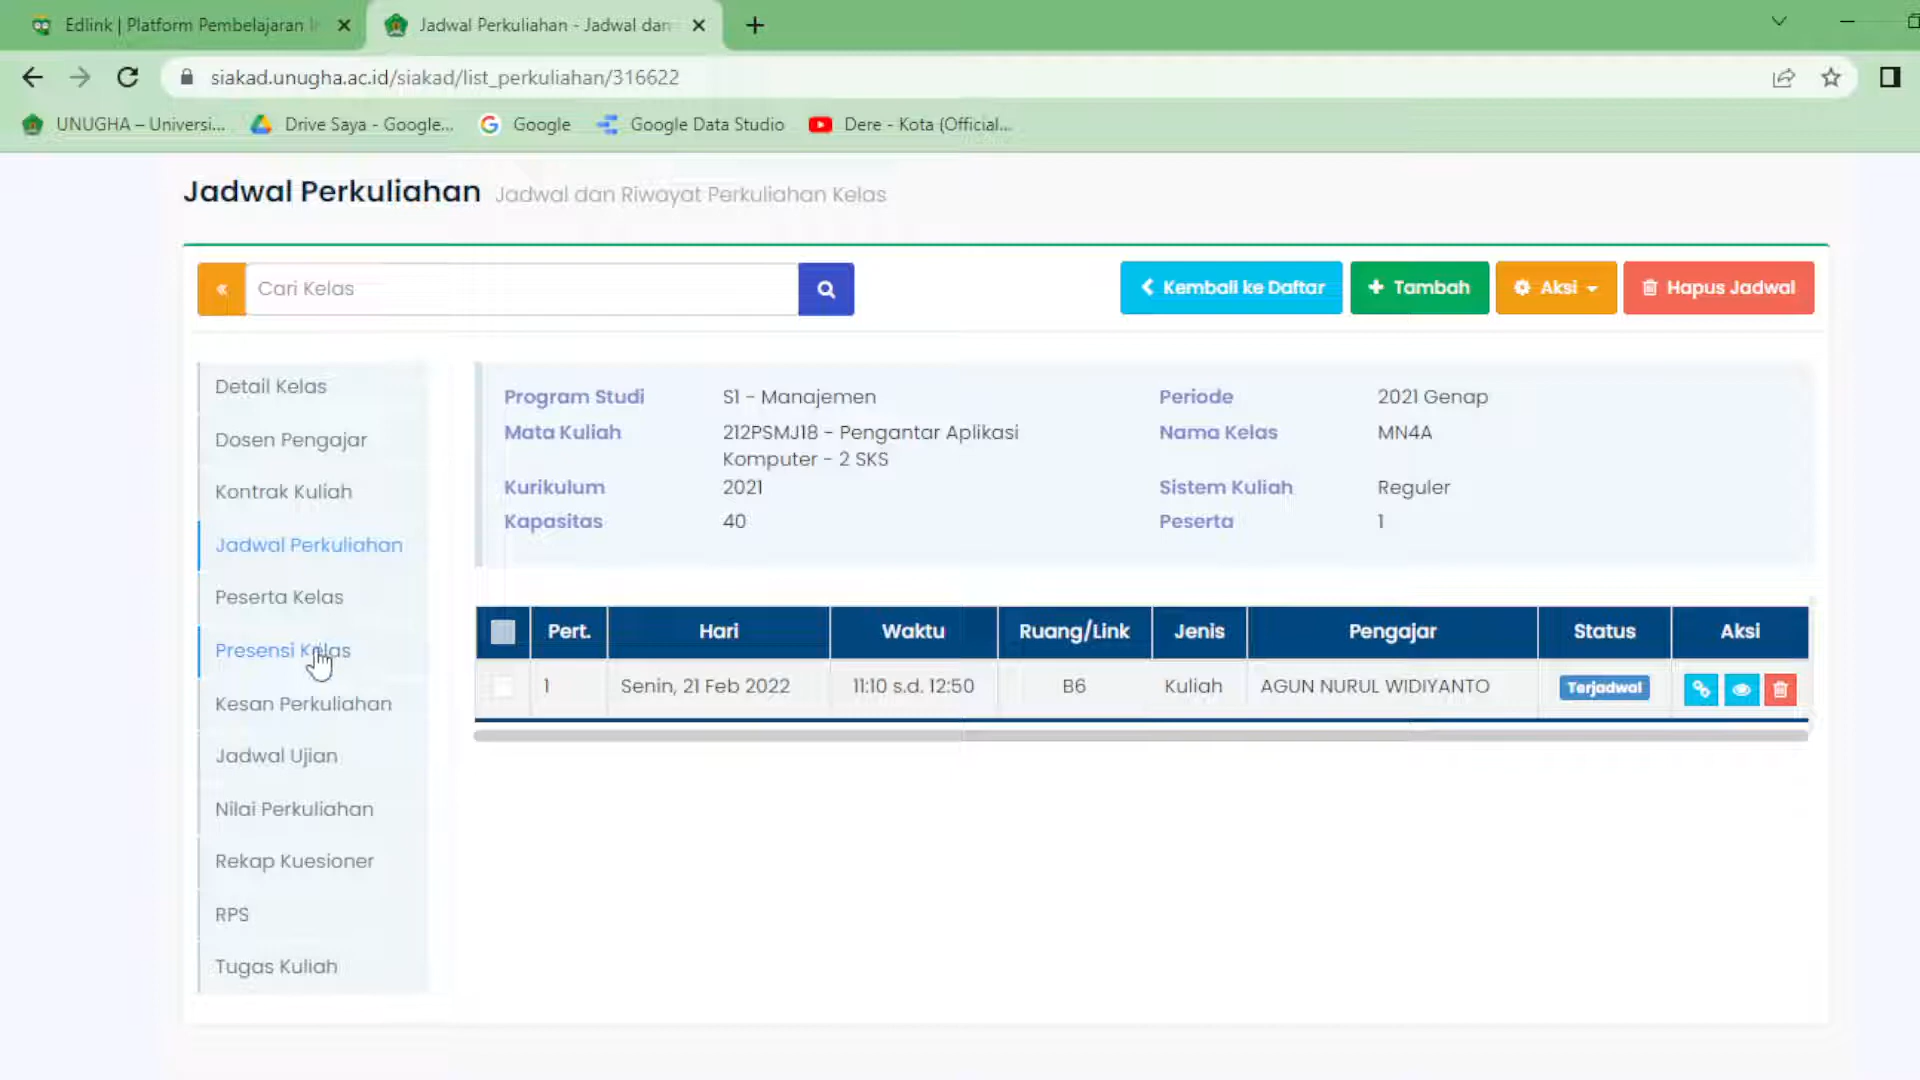 Edlink | Platform Pembelajaran
Jadwal Perkuliahan - Jadwal dan
siakad.unugha.ac.id/siakad/list_perkuliahan/316622
UNUGHA – Universi... Drive Saya - Google... Google Google Data Studio Dere - Kota (Official...
Jadwal Perkuliahan Jadwal dan Riwayat Perkuliahan Kelas
« Cari Kelas Kembali ke Daftar + Tambah Aksi Hapus Jadwal
Detail Kelas
Dosen Pengajar
Kontrak Kuliah
Jadwal Perkuliahan
Peserta Kelas
Presensi Kelas
Kesan Perkuliahan
Jadwal Ujian
Nilai Perkuliahan
Rekap Kuesioner
RPS
Tugas Kuliah
Program Studi S1 - Manajemen Periode 2021 Genap
Mata Kuliah 212PSMJ18 - Pengantar Aplikasi Nama Kelas MN4A
Komputer - 2 SKS
Kurikulum 2021 Sistem Kuliah Reguler
Kapasitas 40 Peserta 1
Pert. Hari Waktu Ruang/Link Jenis Pengajar Status Aksi
1 Senin, 21 Feb 2022 11:10 s.d. 12:50 B6 Kuliah AGUN NURUL WIDIYANTO Terjadwal